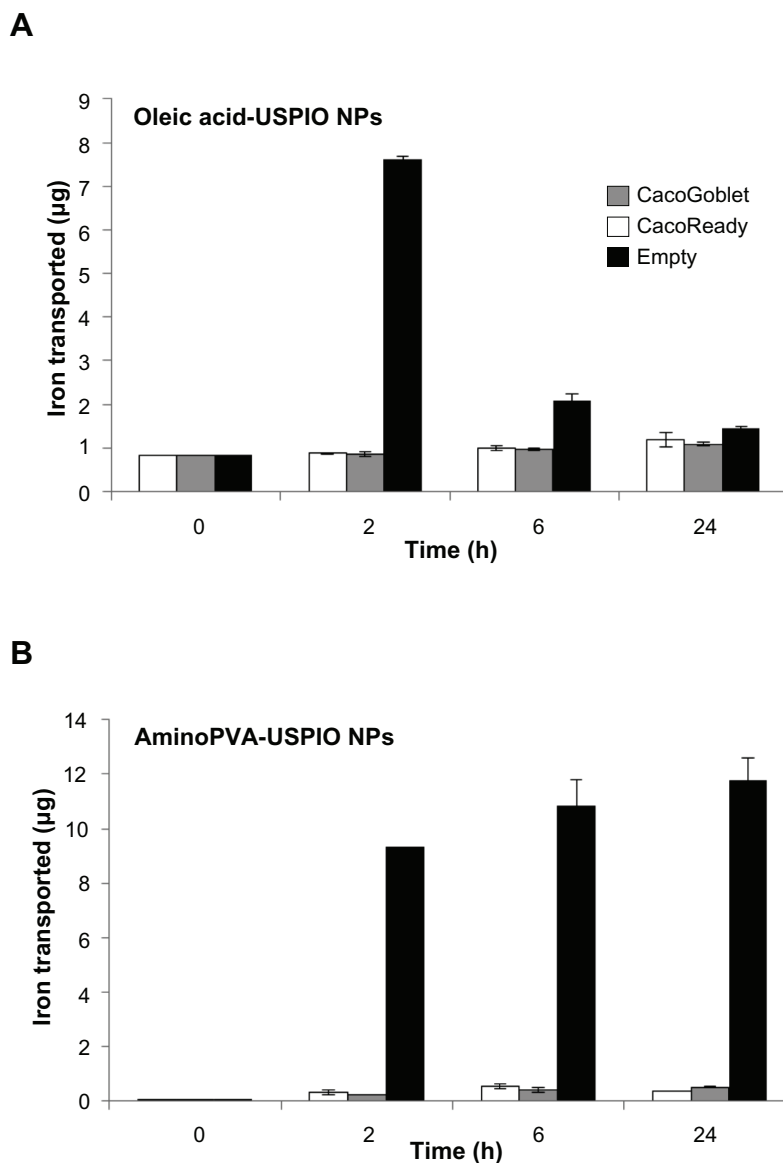 A
Oleic acid-USPIO NPs
Iron transported (µg)
9
8
7
6
5
4
3
2
1
0
CacoGoblet
CacoReady
Empty
0 2 6 24
Time (h)
B
AminoPVA-USPIO NPs
Iron transported (µg)
14
12
10
8
6
4
2
0
0 2 6 24
Time (h)